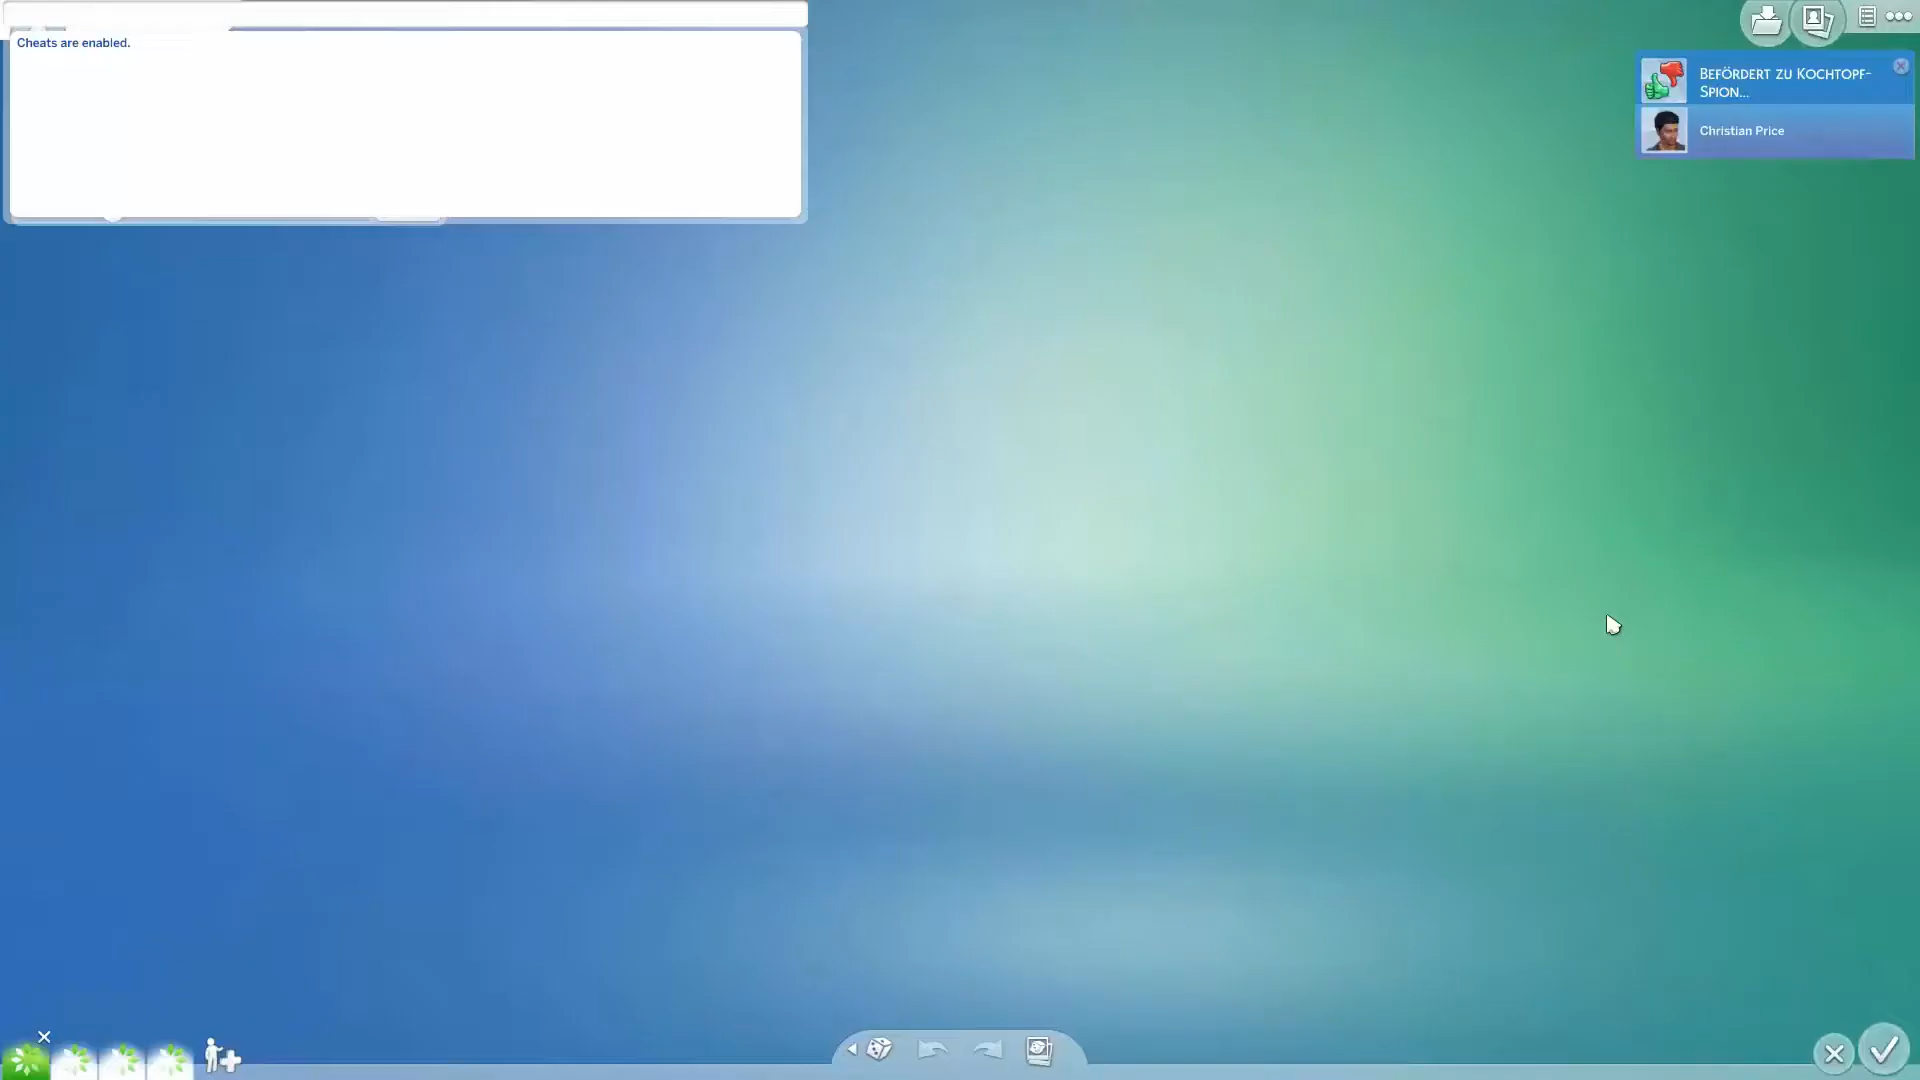 Cheats are enabled.
BEFÖRDERT ZU KOCHTOPF-
SPION...
Christian Price